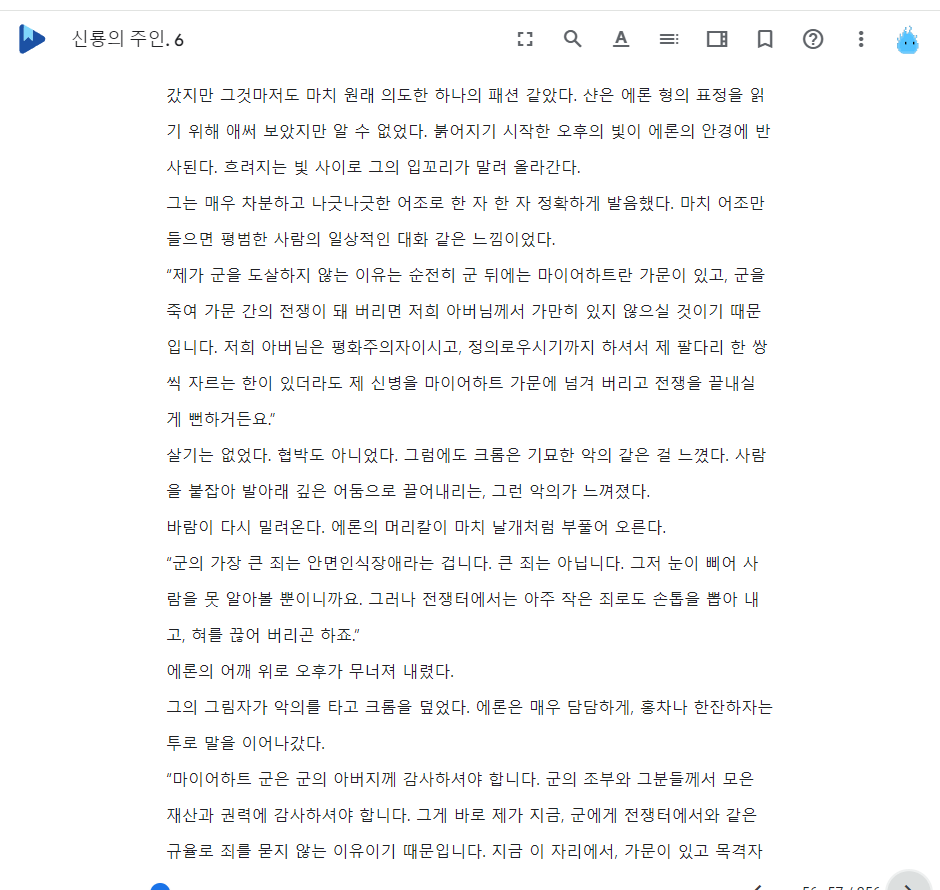 신룡의 주인. 6
갔지만 그것마저도 마치 원래 의도한 하나의 패션 같았다. 샨은 에론 형의 표정을 읽
기 위해 애써 보았지만 알 수 없었다. 붉어지기 시작한 오후의 빛이 에론의 안경에 반
사된다. 흐려지는 빛 사이로 그의 입꼬리가 말려 올라간다.
그는 매우 차분하고 나긋나긋한 어조로 한 자 한 자 정확하게 발음했다. 마치 어조만
들으면 평범한 사람의 일상적인 대화 같은 느낌이었다.
“제가 군을 도살하지 않는 이유는 순전히 군 뒤에는 마이어하트란 가문이 있고, 군을
죽여 가문 간의 전쟁이 돼 버리면 저희 아버님께서 가만히 있지 않으실 것이기 때문
입니다. 저희 아버님은 평화주의자이시고, 정의로우시기까지 하셔서 제 팔다리 한 쌍
씩 자르는 한이 있더라도 제 신병을 마이어하트 가문에 넘겨 버리고 전쟁을 끝내실
게 뻔하거든요.”
살기는 없었다. 협박도 아니었다. 그럼에도 크롬은 기묘한 악의 같은 걸 느꼈다. 사람
을 붙잡아 발아래 깊은 어둠으로 끌어내리는, 그런 악의가 느껴졌다.
바람이 다시 밀려온다. 에론의 머리칼이 마치 날개처럼 부풀어 오른다.
“군의 가장 큰 죄는 안면인식장애라는 겁니다. 큰 죄는 아닙니다. 그저 눈이 삐어 사
람을 못 알아볼 뿐이니까요. 그러나 전쟁터에서는 아주 작은 죄로도 손톱을 뽑아 내
고, 혀를 끊어 버리곤 하죠.”
에론의 어깨 위로 오후가 무너져 내렸다.
그의 그림자가 악의를 타고 크롬을 덮었다. 에론은 매우 담담하게, 홍차나 한잔하자는
투로 말을 이어나갔다.
“마이어하트 군은 군의 아버지께 감사하셔야 합니다. 군의 조부와 그분들께서 모은
재산과 권력에 감사하셔야 합니다. 그게 바로 제가 지금, 군에게 전쟁터에서와 같은
규율로 죄를 묻지 않는 이유이기 때문입니다. 지금 이 자리에서, 가문이 있고 목격자